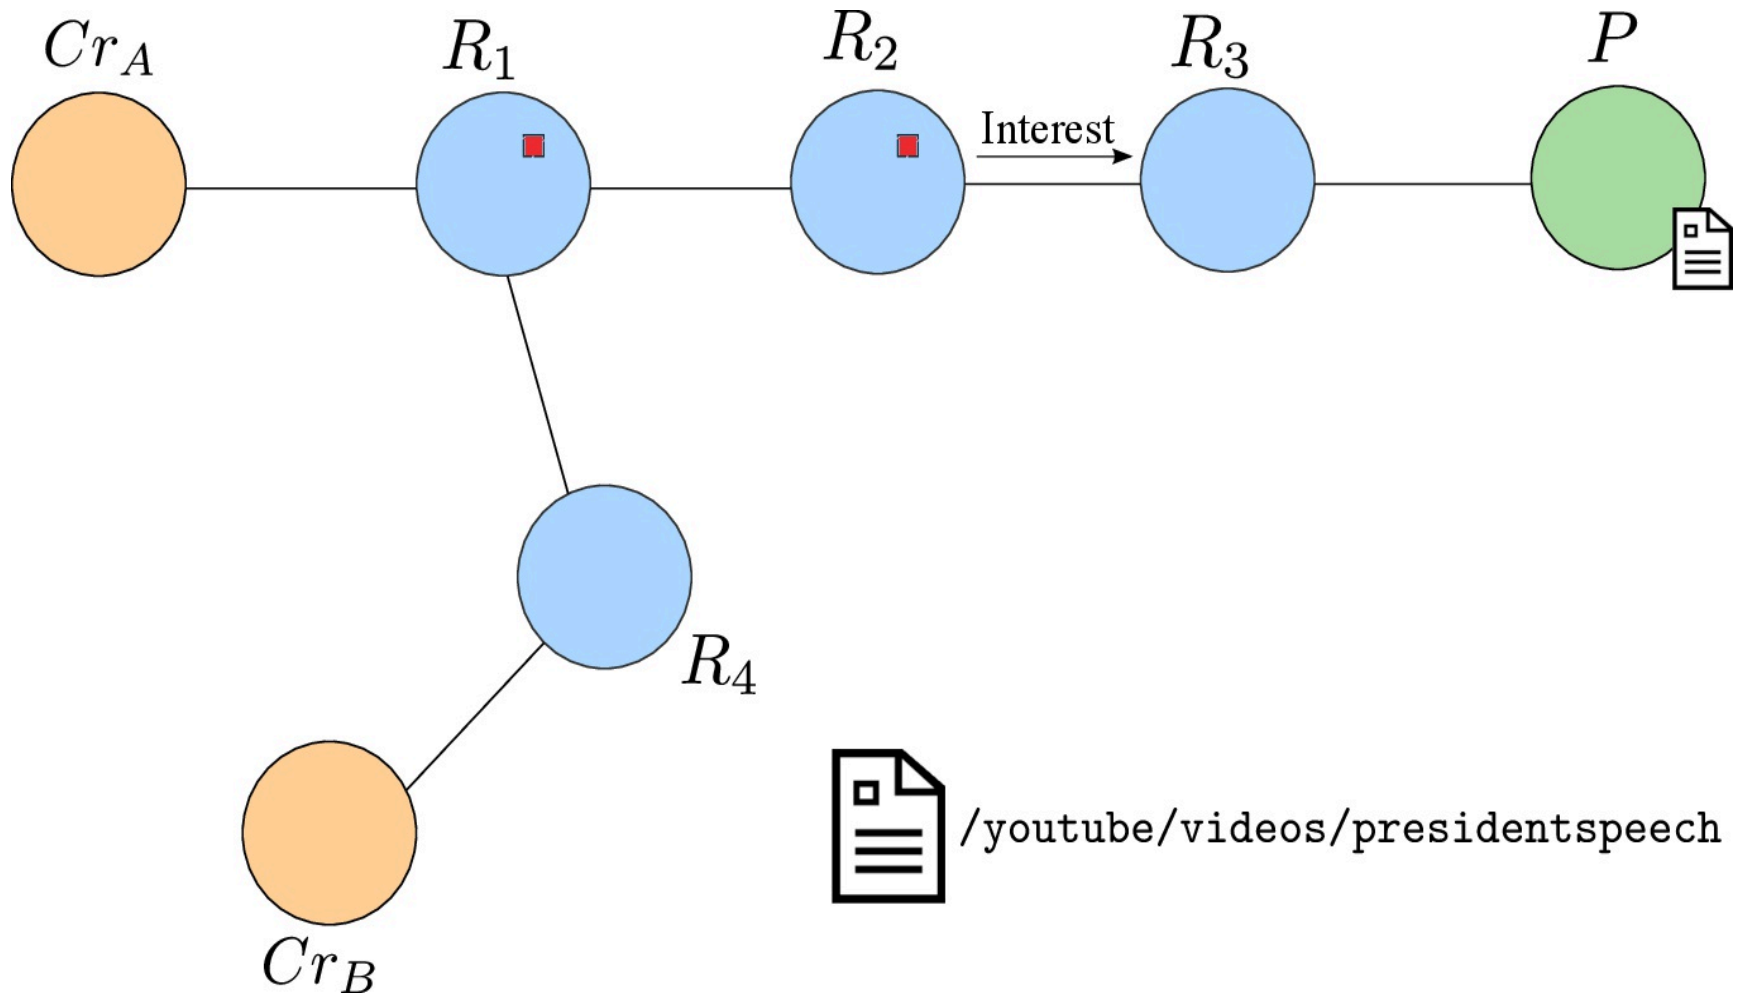 Cr_A
R_1
R_2
R_3
P
Interest
R_4
/youtube/videos/presidentspeech
Cr_B